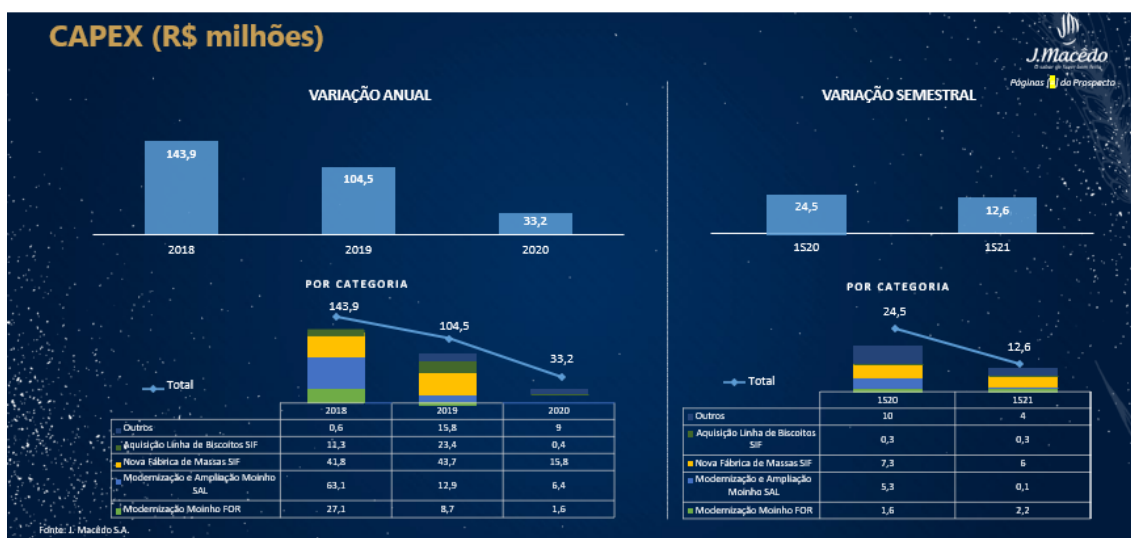 CAPEX (R$ milhões)
J.Macêdo
Páginas [ ] do Prospecto
VARIAÇÃO ANUAL
143,9
104,5
33,2
2018 2019 2020
VARIAÇÃO SEMESTRAL
24,5
12,6
1S20 1S21
POR CATEGORIA
143,9
104,5
33,2
Total
2018 2019 2020
Outros 0,6 15,8 9
Aquisição Linha de Biscoitos SIF 11,3 23,4 0,4
Nova Fábrica de Massas SIF 41,8 43,7 15,8
Modernização e Ampliação Moinho
SAL 63,1 12,9 6,4
Modernização Moinho FOR 27,1 8,7 1,6
POR CATEGORIA
24,5
12,6
Total
1S20 1S21
Outros 10 4
Aquisição Linha de Biscoitos
SIF 0,3 0,3
Nova Fábrica de Massas SIF 7,3 6
Modernização e Ampliação
Moinho SAL 5,3 0,1
Modernização Moinho FOR 1,6 2,2
Fonte: J. Macêdo S.A.